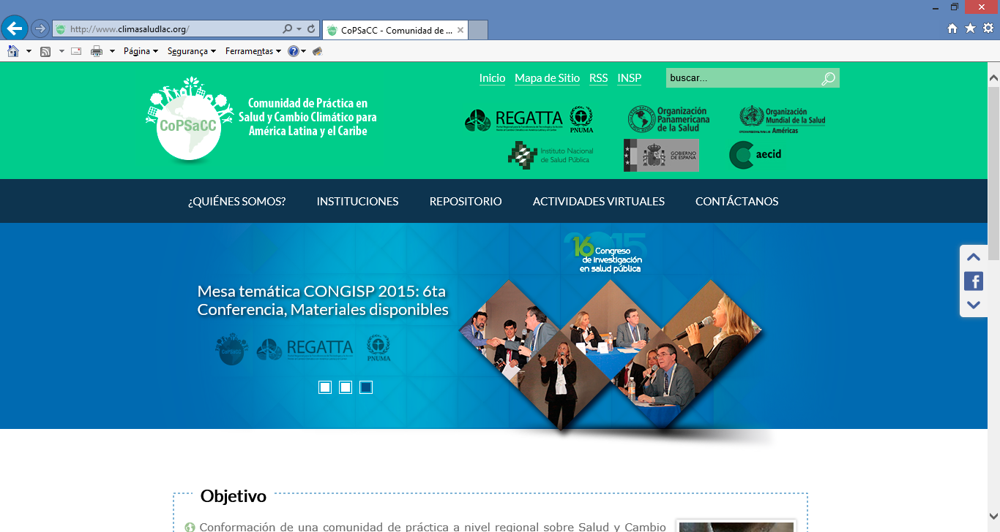 http://www.climasaludlac.org/
CoPSaCC - Comunidad de ...
Página
Segurança
Ferramentas
Inicio Mapa de Sitio RSS INSP
buscar...
CoPSaCC
Comunidad de Práctica en
Salud y Cambio Climático para
América Latina y el Caribe
REGATTA
PNUMA
Organización
Panamericana
de la Salud
Organización
Mundial de la Salud
Américas
Instituto Nacional
de Salud Pública
GOBIERNO
DE ESPAÑA
aecid
¿QUIÉNES SOMOS? INSTITUCIONES REPOSITORIO ACTIVIDADES VIRTUALES CONTÁCTANOS
2015
16 Congreso
de investigación
en salud pública
Mesa temática CONGISP 2015: 6ta
Conferencia, Materiales disponibles
CoPSaCC
REGATTA
PNUMA
Objetivo
Conformación de una comunidad de práctica a nivel regional sobre Salud y Cambio